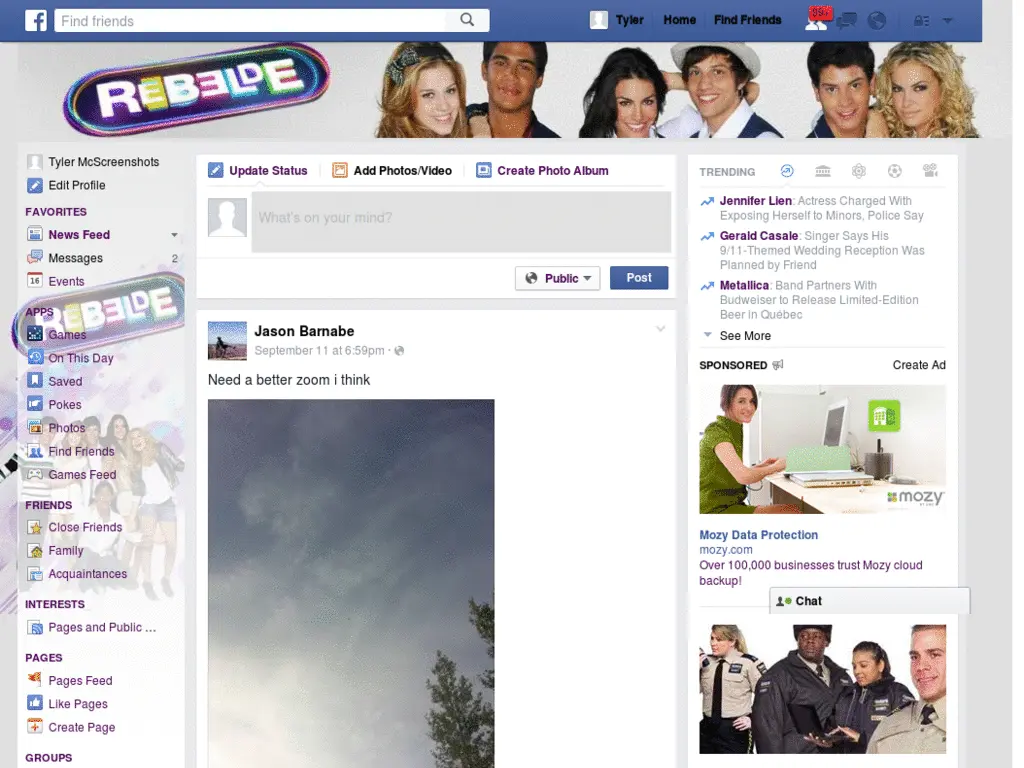 Find friends
Tyler
Home
Find Friends
99+
REBELDE
Tyler McScreenshots
Edit Profile
FAVORITES
News Feed
Messages
2
16
Events
REBELDE
APPS
Games
On This Day
Saved
Pokes
Photos
Find Friends
Games Feed
FRIENDS
Close Friends
Family
Acquaintances
INTERESTS
Pages and Public ...
PAGES
Pages Feed
Like Pages
Create Page
GROUPS
Update Status
Add Photos/Video
Create Photo Album
What's on your mind?
Public
Post
Jason Barnabe
September 11 at 6:59pm ·
Need a better zoom i think
TRENDING
Jennifer Lien: Actress Charged With
Exposing Herself to Minors, Police Say
Gerald Casale: Singer Says His
9/11-Themed Wedding Reception Was
Planned by Friend
Metallica: Band Partners With
Budweiser to Release Limited-Edition
Beer in Québec
See More
SPONSORED
Create Ad
mozy
Mozy Data Protection
mozy.com
Over 100,000 businesses trust Mozy cloud
backup!
Chat